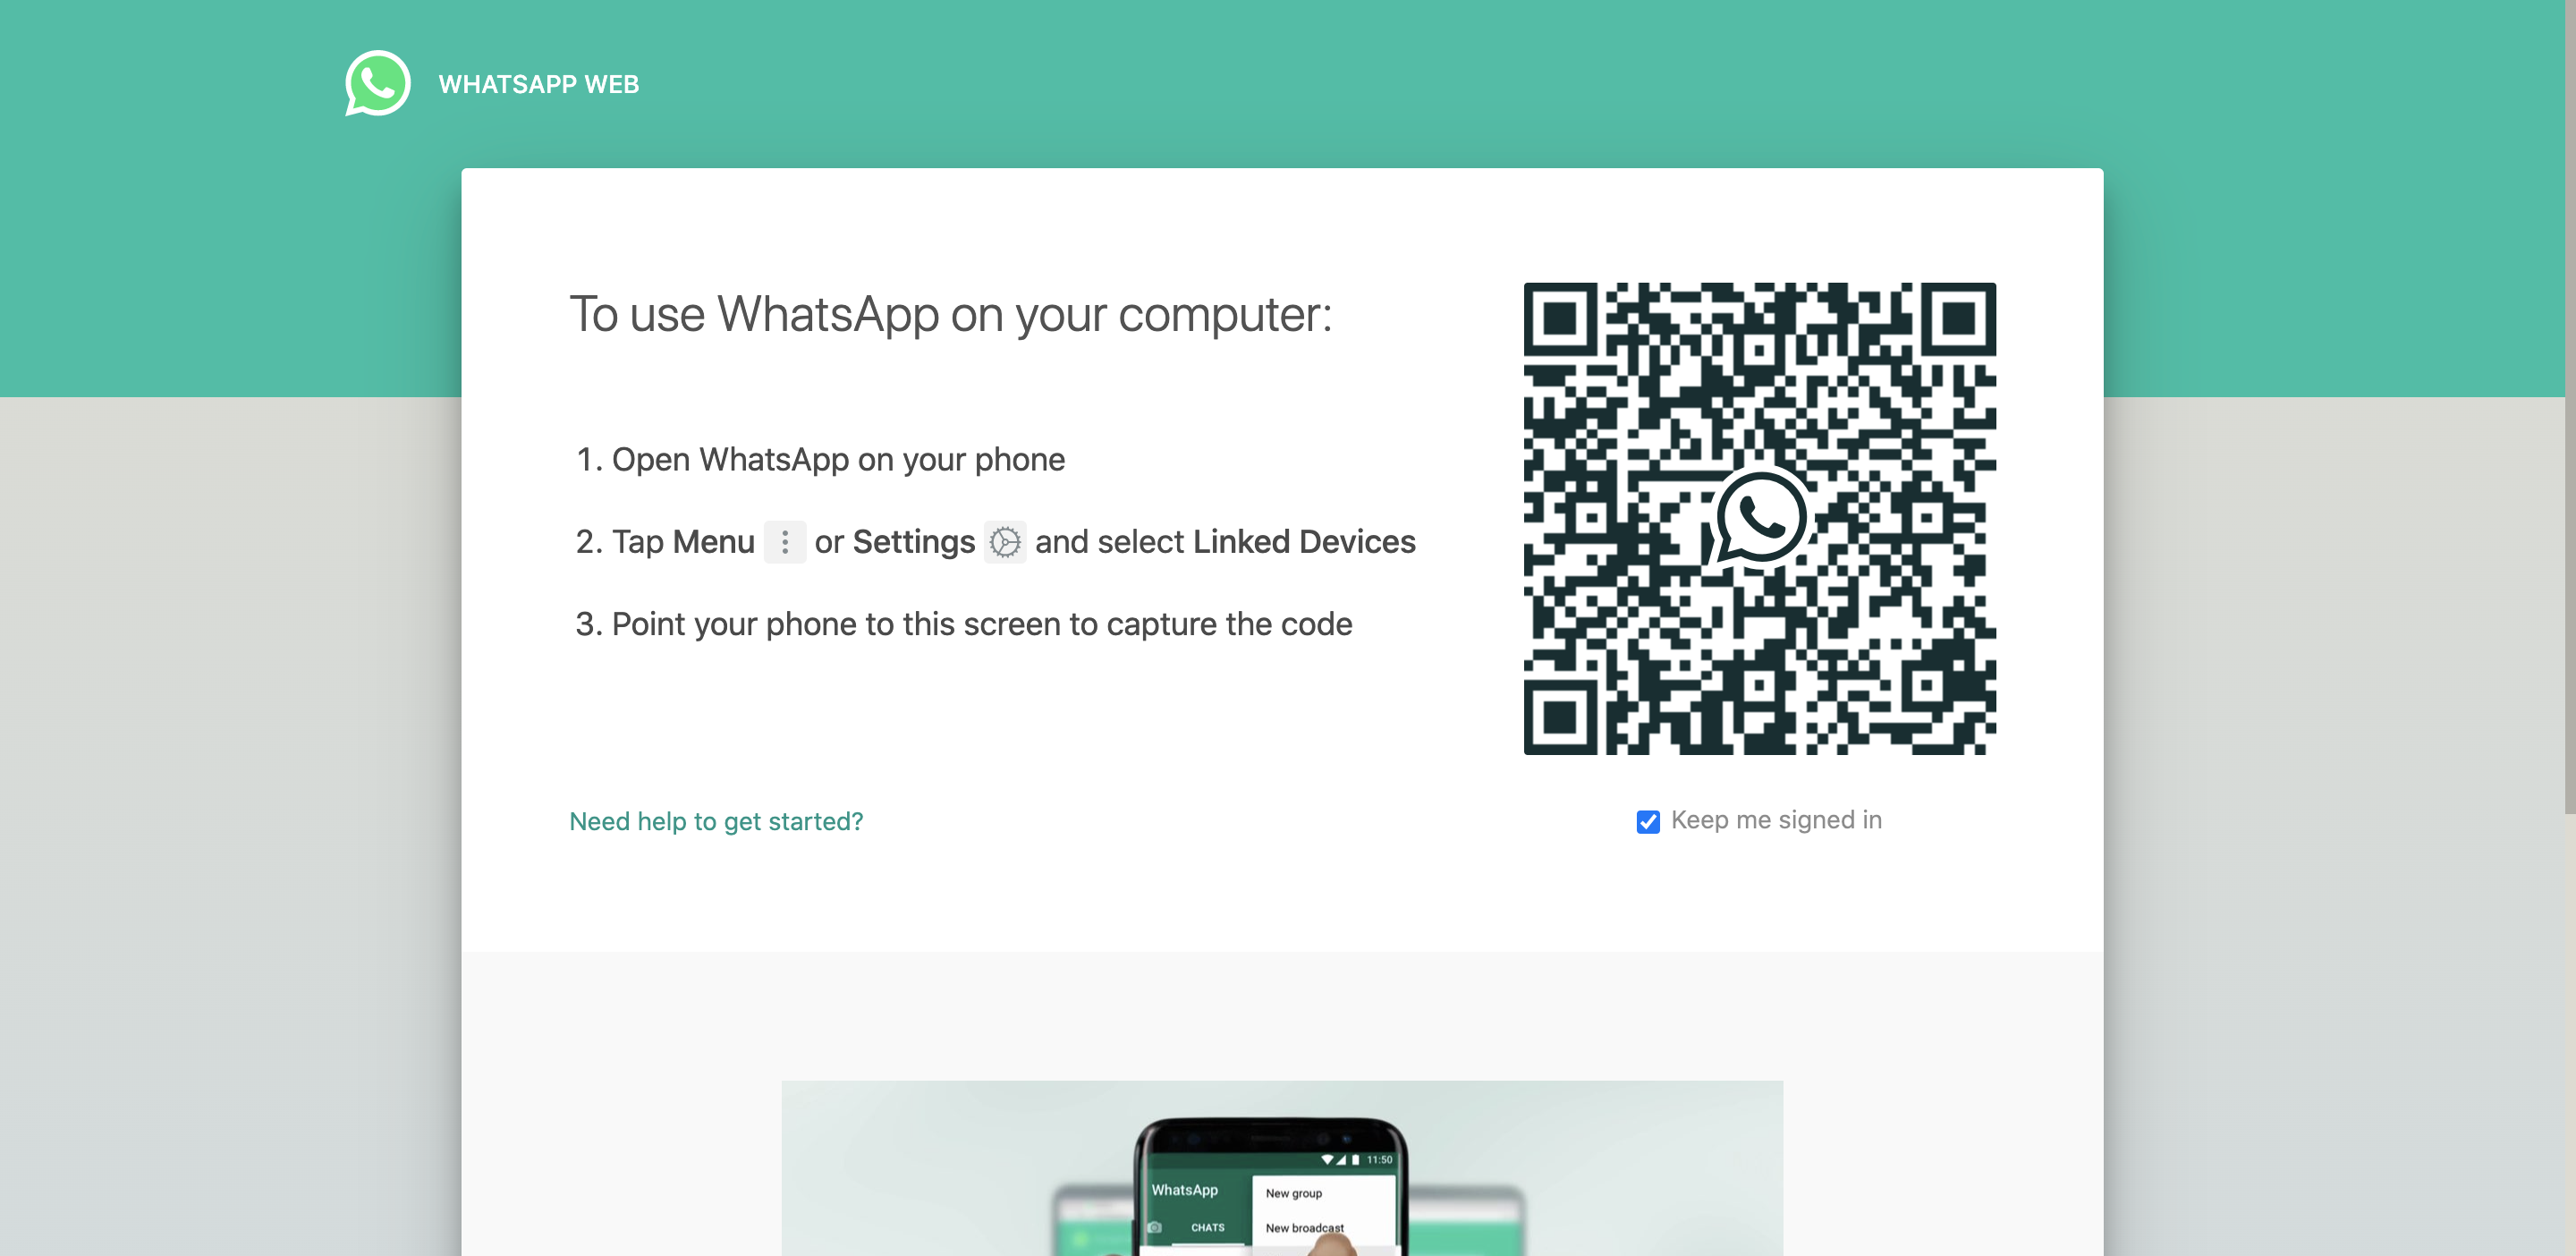 WHATSAPP WEB
To use WhatsApp on your computer:
1. Open WhatsApp on your phone
2. Tap Menu or Settings and select Linked Devices
3. Point your phone to this screen to capture the code
Need help to get started?
Keep me signed in
11:50
WhatsApp
New group
CHATS
New broadcast